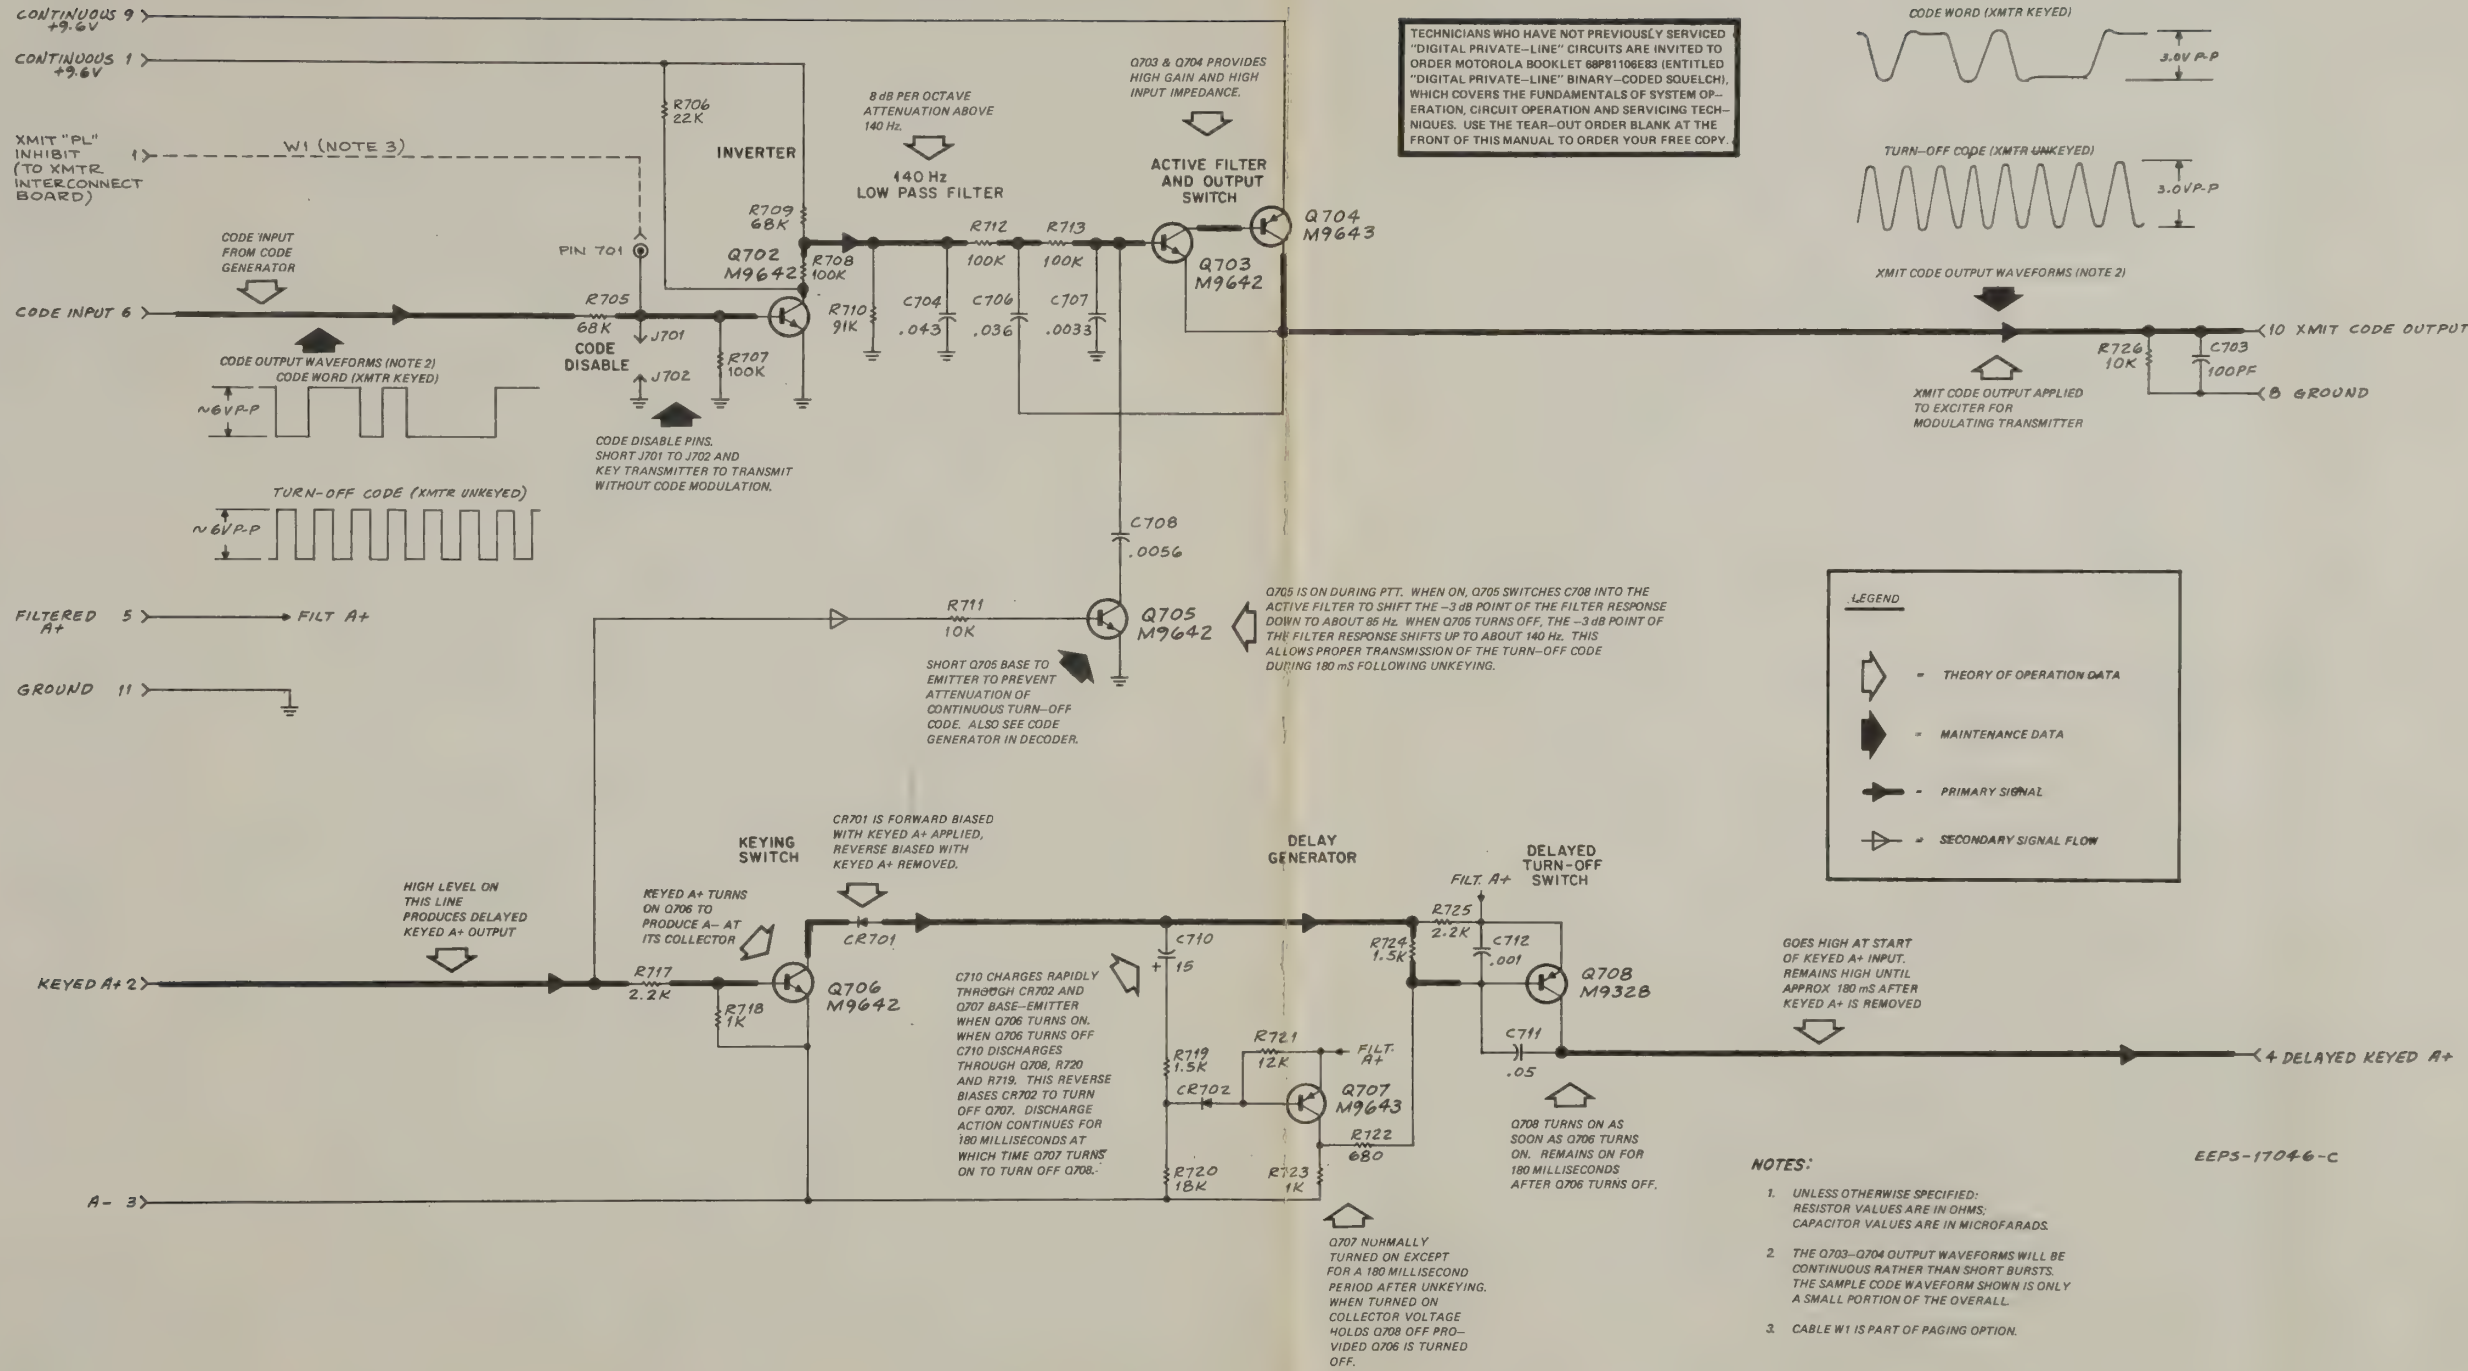 CONTINUOUS 9
+9.6V
CONTINUOUS 1
+9.6V
XMIT "PL" 1
INHIBIT
(TO XMTR
INTERCONNECT
BOARD)
W1 (NOTE 3)
PIN 701
CODE INPUT
FROM CODE
GENERATOR
CODE INPUT 6
R705
68K
CODE
DISABLE
J701
J702
R707
100K
CODE OUTPUT WAVEFORMS (NOTE 2)
CODE WORD (XMTR KEYED)
~6VP-P
TURN-OFF CODE (XMTR UNKEYED)
~6VP-P
CODE DISABLE PINS.
SHORT J701 TO J702 AND
KEY TRANSMITTER TO TRANSMIT
WITHOUT CODE MODULATION.
R706
22K
INVERTER
R709
68K
Q702
M9642
R708
100K
R710
91K
8 dB PER OCTAVE
ATTENUATION ABOVE
140 Hz.
140 Hz
LOW PASS FILTER
C704
.043
R712
100K
C706
.036
R713
100K
C707
.0033
Q703 & Q704 PROVIDES
HIGH GAIN AND HIGH
INPUT IMPEDANCE.
ACTIVE FILTER
AND OUTPUT
SWITCH
Q703
M9642
Q704
M9643
TECHNICIANS WHO HAVE NOT PREVIOUSLY SERVICED
"DIGITAL PRIVATE-LINE" CIRCUITS ARE INVITED TO
ORDER MOTOROLA BOOKLET 68P81106E83 (ENTITLED
"DIGITAL PRIVATE-LINE" BINARY-CODED SQUELCH),
WHICH COVERS THE FUNDAMENTALS OF SYSTEM OP-
ERATION, CIRCUIT OPERATION AND SERVICING TECH-
NIQUES. USE THE TEAR-OUT ORDER BLANK AT THE
FRONT OF THIS MANUAL TO ORDER YOUR FREE COPY.
CODE WORD (XMTR KEYED)
3.0V P-P
TURN-OFF CODE (XMTR UNKEYED)
3.0VP-P
XMIT CODE OUTPUT WAVEFORMS (NOTE 2)
10 XMIT CODE OUTPUT
R726
10K
C703
100PF
8 GROUND
XMIT CODE OUTPUT APPLIED
TO EXCITER FOR
MODULATING TRANSMITTER
FILTERED 5
A+
FILT A+
GROUND 11
R711
10K
C708
.0056
Q705
M9642
SHORT Q705 BASE TO
EMITTER TO PREVENT
ATTENUATION OF
CONTINUOUS TURN-OFF
CODE. ALSO SEE CODE
GENERATOR IN DECODER.
Q705 IS ON DURING PTT. WHEN ON, Q705 SWITCHES C708 INTO THE
ACTIVE FILTER TO SHIFT THE -3 dB POINT OF THE FILTER RESPONSE
DOWN TO ABOUT 85 Hz. WHEN Q705 TURNS OFF, THE -3 dB POINT OF
THE FILTER RESPONSE SHIFTS UP TO ABOUT 140 Hz. THIS
ALLOWS PROPER TRANSMISSION OF THE TURN-OFF CODE
DURING 180 mS FOLLOWING UNKEYING.
LEGEND
= THEORY OF OPERATION DATA
= MAINTENANCE DATA
= PRIMARY SIGNAL
= SECONDARY SIGNAL FLOW
KEYED A+ 2
HIGH LEVEL ON
THIS LINE
PRODUCES DELAYED
KEYED A+ OUTPUT
R717
2.2K
R718
1K
KEYED A+ TURNS
ON Q706 TO
PRODUCE A- AT
ITS COLLECTOR
KEYING
SWITCH
Q706
M9642
CR701 IS FORWARD BIASED
WITH KEYED A+ APPLIED,
REVERSE BIASED WITH
KEYED A+ REMOVED.
CR701
C710 CHARGES RAPIDLY
THROUGH CR702 AND
Q707 BASE-EMITTER
WHEN Q706 TURNS ON.
WHEN Q706 TURNS OFF
C710 DISCHARGES
THROUGH Q708, R720
AND R719. THIS REVERSE
BIASES CR702 TO TURN
OFF Q707. DISCHARGE
ACTION CONTINUES FOR
180 MILLISECONDS AT
WHICH TIME Q707 TURNS
ON TO TURN OFF Q708.
C710
+ 15
R719
1.5K
CR702
R720
18K
DELAY
GENERATOR
R721
12K
FILT.
A+
Q707
M9643
R722
680
R723
1K
Q707 NORMALLY
TURNED ON EXCEPT
FOR A 180 MILLISECOND
PERIOD AFTER UNKEYING.
WHEN TURNED ON
COLLECTOR VOLTAGE
HOLDS Q708 OFF PRO-
VIDED Q706 IS TURNED
OFF.
DELAYED
TURN-OFF
SWITCH
FILT. A+
R725
2.2K
R724
1.5K
C712
.001
Q708
M9328
C711
.05
Q708 TURNS ON AS
SOON AS Q706 TURNS
ON. REMAINS ON FOR
180 MILLISECONDS
AFTER Q706 TURNS OFF.
GOES HIGH AT START
OF KEYED A+ INPUT.
REMAINS HIGH UNTIL
APPROX 180 mS AFTER
KEYED A+ IS REMOVED
4 DELAYED KEYED A+
A- 3
EEPS-17046-C
NOTES:
1. UNLESS OTHERWISE SPECIFIED:
RESISTOR VALUES ARE IN OHMS;
CAPACITOR VALUES ARE IN MICROFARADS.
2 THE Q703-Q704 OUTPUT WAVEFORMS WILL BE
CONTINUOUS RATHER THAN SHORT BURSTS.
THE SAMPLE CODE WAVEFORM SHOWN IS ONLY
A SMALL PORTION OF THE OVERALL.
3. CABLE W1 IS PART OF PAGING OPTION.